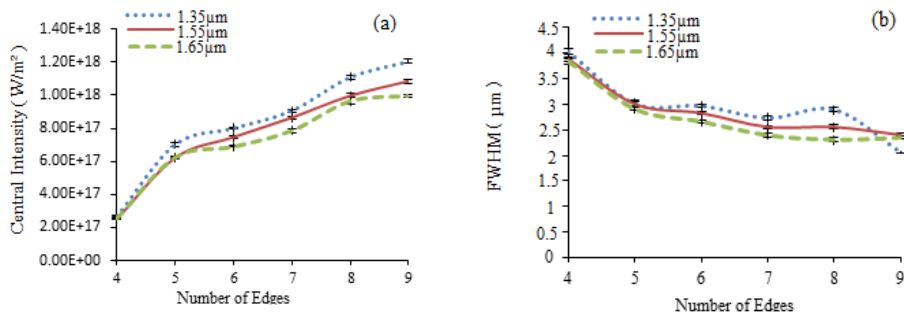 (a)
1.35µm
1.55µm
1.65µm
Central Intensity ( W/m² )
1.40E+18
1.20E+18
1.00E+18
8.00E+17
6.00E+17
4.00E+17
2.00E+17
0.00E+00
4 5 6 7 8 9
Number of Edges
(b)
1.35µm
1.55µm
1.65µm
FWHM ( µm )
4.5
4
3.5
3
2.5
2
1.5
1
0.5
0
4 5 6 7 8 9
Number of Edges